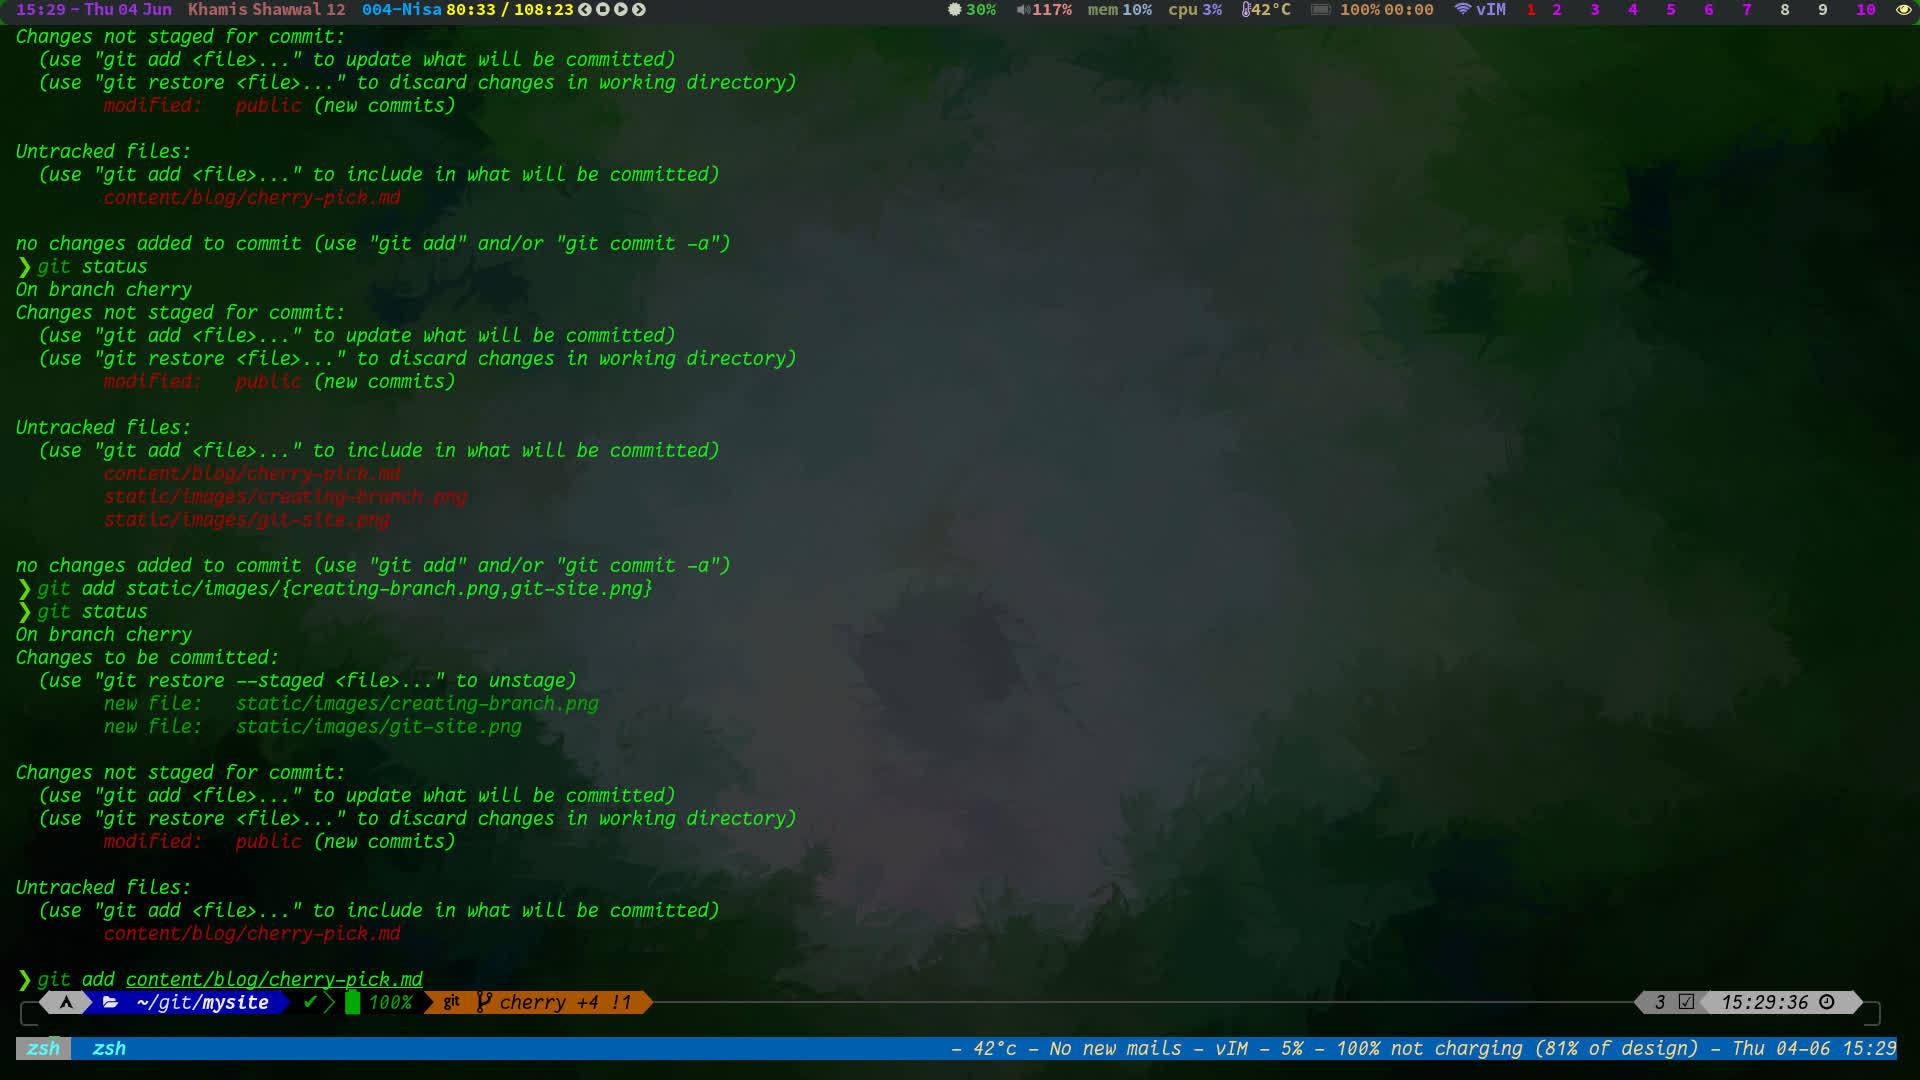 15:29 - Thu 04 Jun Khamis Shawwal 12 004-Nisa 80:33 / 108:23 30% 117% mem 10% cpu 3% 42°C 100% 00:00 vIM 1 2 3 4 5 6 7 8 9 10
Changes not staged for commit:
  (use "git add <file>..." to update what will be committed)
  (use "git restore <file>..." to discard changes in working directory)
        modified:   public (new commits)

Untracked files:
  (use "git add <file>..." to include in what will be committed)
        content/blog/cherry-pick.md

no changes added to commit (use "git add" and/or "git commit -a")
❯ git status
On branch cherry
Changes not staged for commit:
  (use "git add <file>..." to update what will be committed)
  (use "git restore <file>..." to discard changes in working directory)
        modified:   public (new commits)

Untracked files:
  (use "git add <file>..." to include in what will be committed)
        content/blog/cherry-pick.md
        static/images/creating-branch.png
        static/images/git-site.png

no changes added to commit (use "git add" and/or "git commit -a")
❯ git add static/images/{creating-branch.png,git-site.png}
❯ git status
On branch cherry
Changes to be committed:
  (use "git restore --staged <file>..." to unstage)
        new file:   static/images/creating-branch.png
        new file:   static/images/git-site.png

Changes not staged for commit:
  (use "git add <file>..." to update what will be committed)
  (use "git restore <file>..." to discard changes in working directory)
        modified:   public (new commits)

Untracked files:
  (use "git add <file>..." to include in what will be committed)
        content/blog/cherry-pick.md

❯ git add content/blog/cherry-pick.md
~/git/mysite ✔ 100% git cherry +4 !1 3 ☑ 15:29:36
zsh zsh - 42°c - No new mails - vIM - 5% - 100% not charging (81% of design) - Thu 04-06 15:29